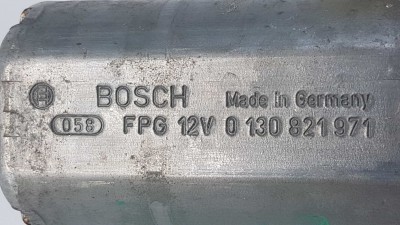 BOSCH Made in Germany
058 FPG 12V 0 130 821 971